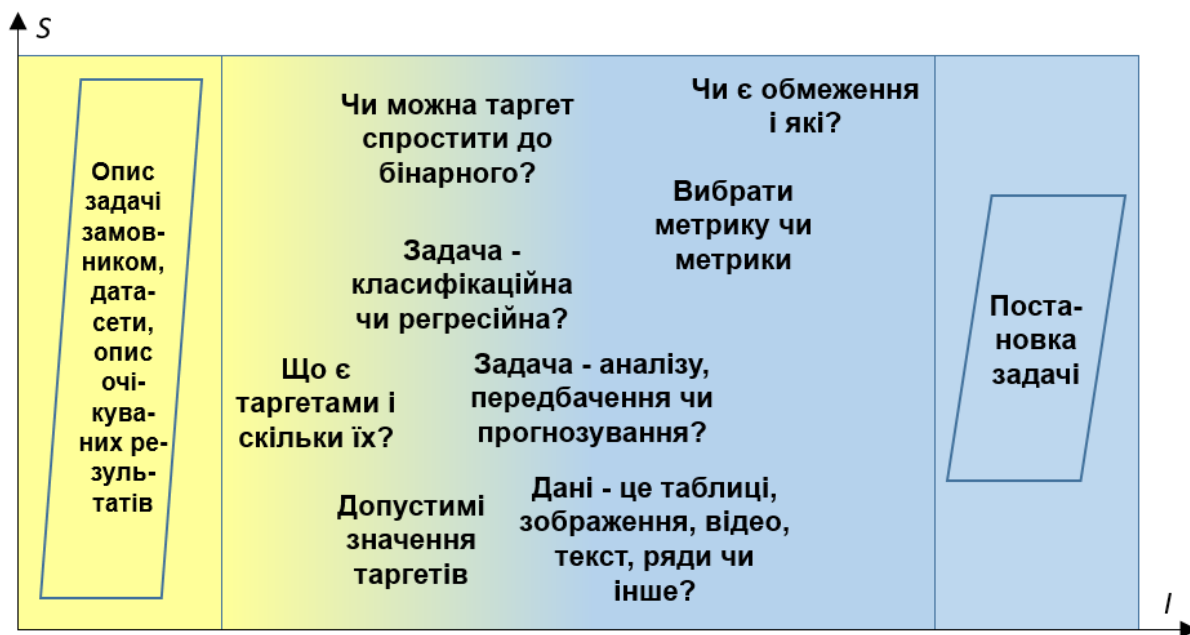 S
Опис
задачі
замов-
ником,
дата-
сети,
опис
очі-
кува-
них ре-
зуль-
татів
Чи можна таргет
спростити до
бінарного?
Чи є обмеження
і які?
Вибрати
метрику чи
метрики
Задача -
класифікаційна
чи регресійна?
Що є
таргетами і
скільки їх?
Задача - аналізу,
передбачення чи
прогнозування?
Допустимі
значення
таргетів
Дані - це таблиці,
зображення, відео,
текст, ряди чи
інше?
Поста-
новка
задачі
I